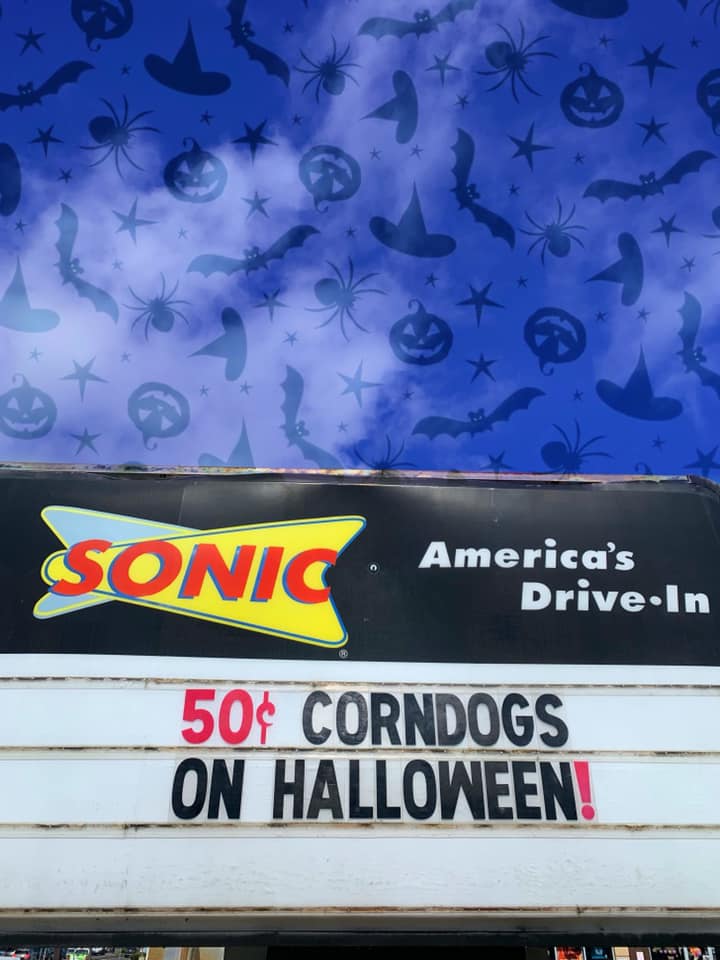 SONIC
®
America's
Drive-In
50¢ CORNDOGS
ON HALLOWEEN!